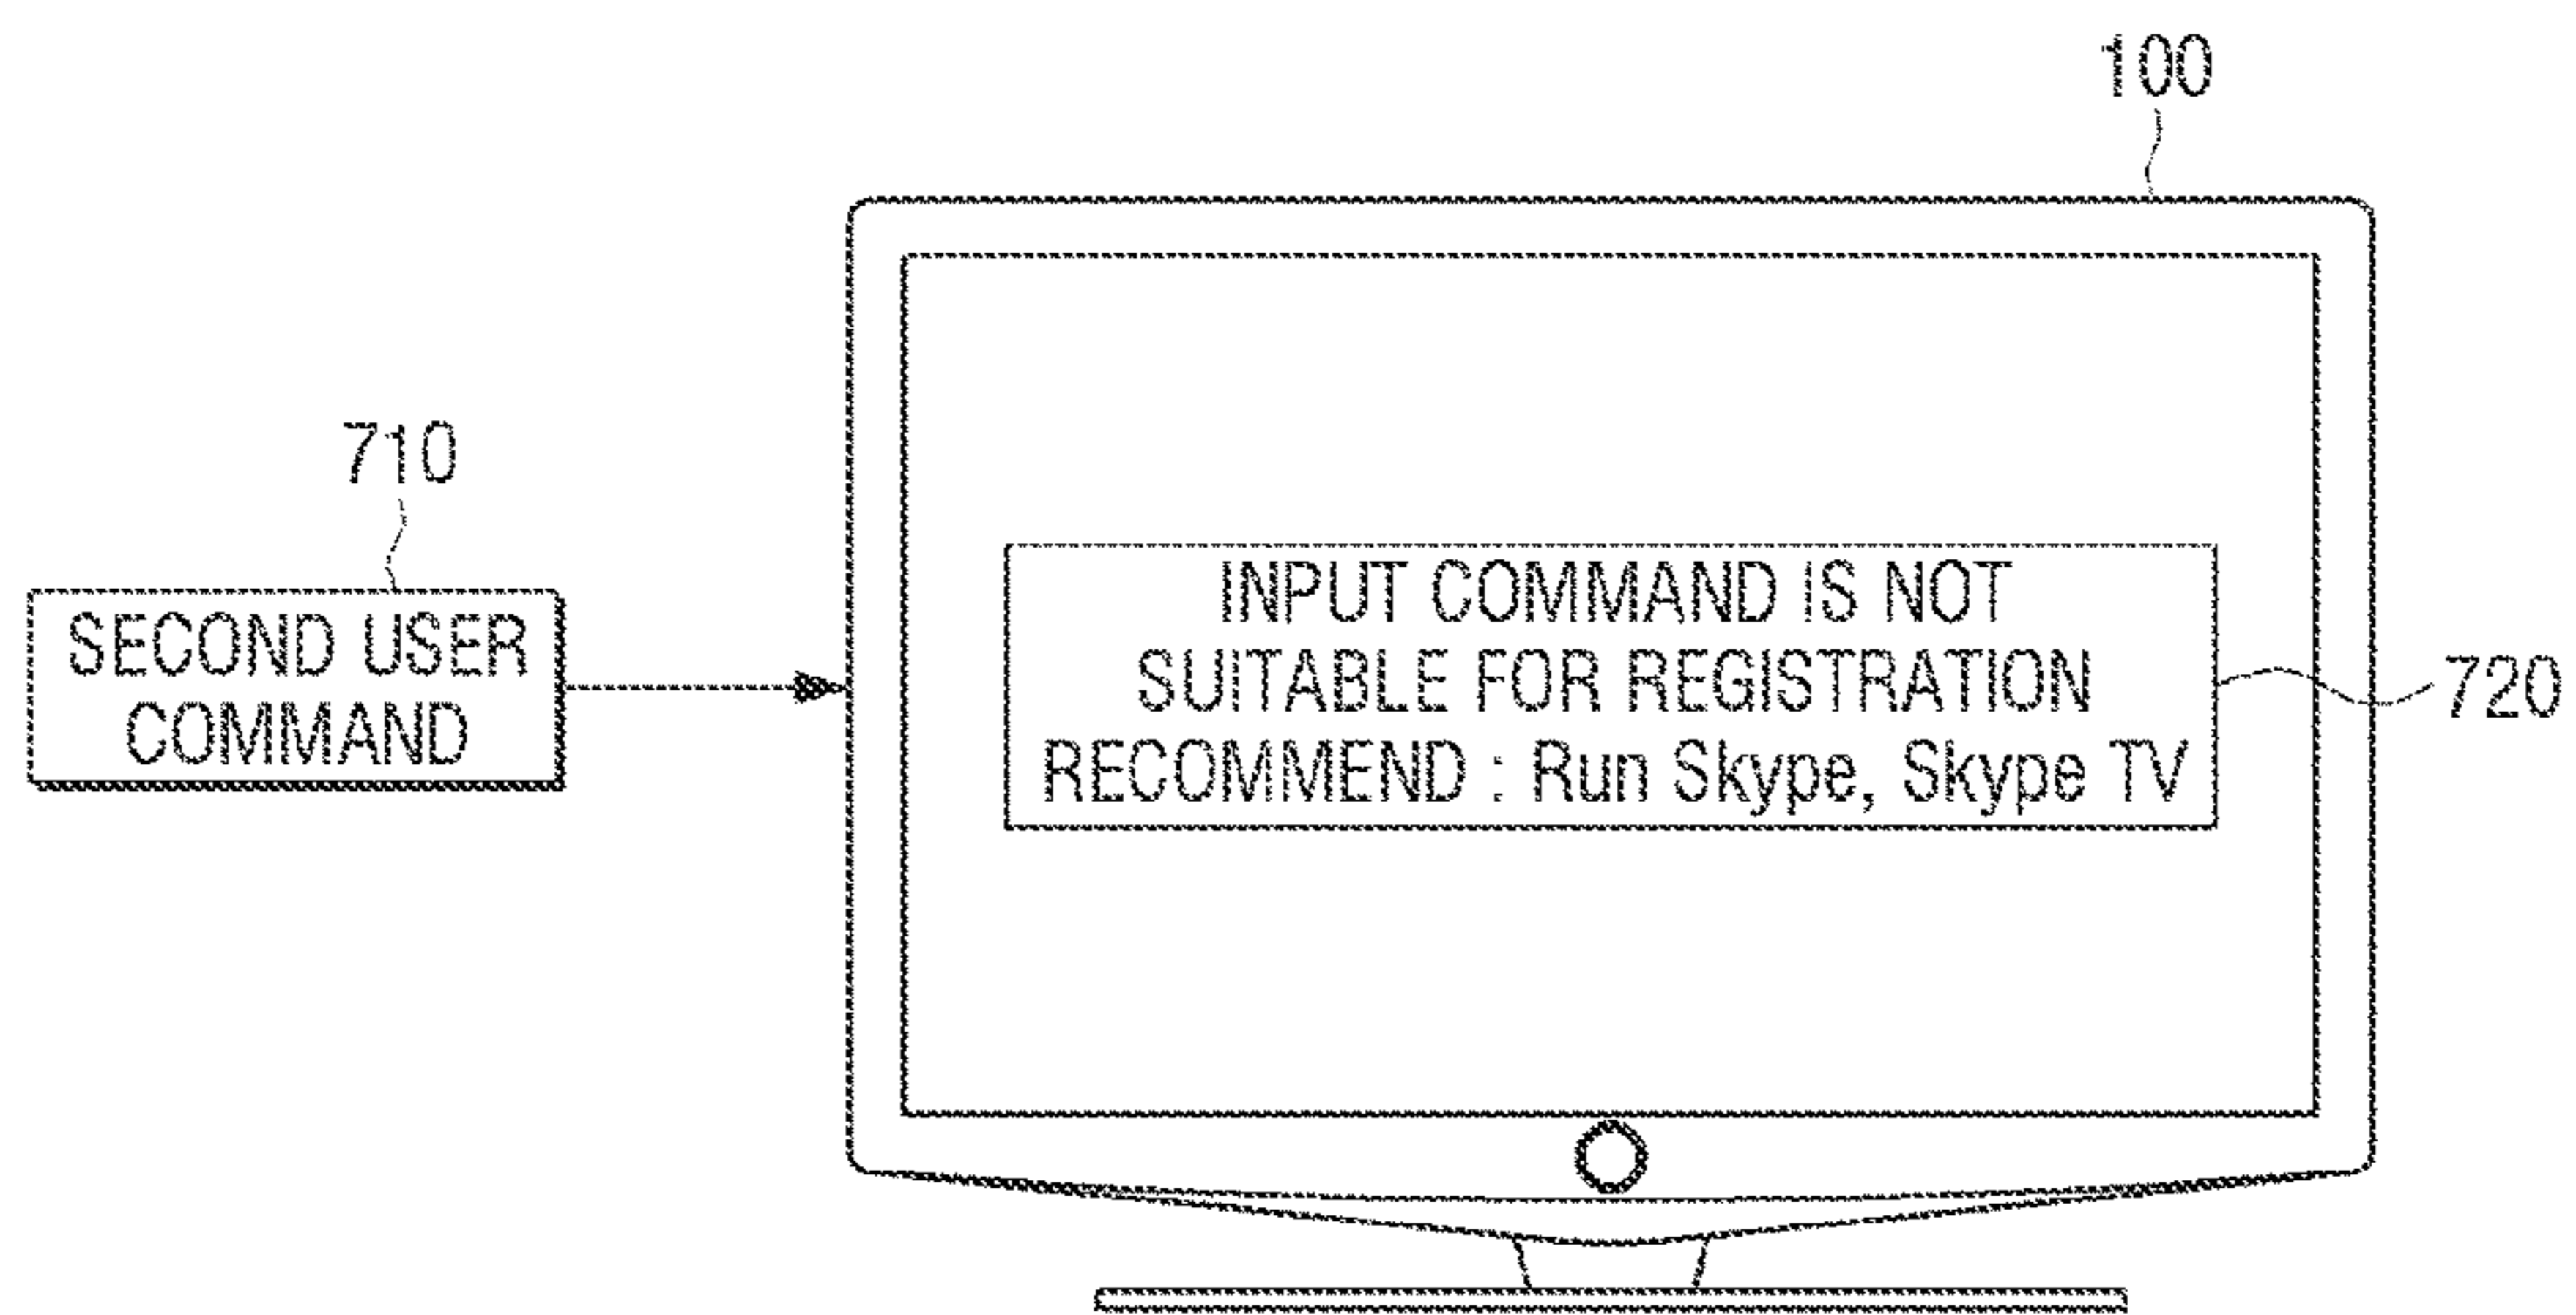 100
710
SECOND USER
COMMAND
INPUT COMMAND IS NOT
SUITABLE FOR REGISTRATION
RECOMMEND : Run Skype, Skype TV
720